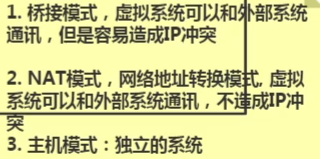 1. 桥接模式，虚拟系统可以和外部系统
通讯，但是容易造成IP冲突
2. NAT模式，网络地址转换模式, 虚拟
系统可以和外部系统通讯，不造成IP冲
突
3. 主机模式：独立的系统